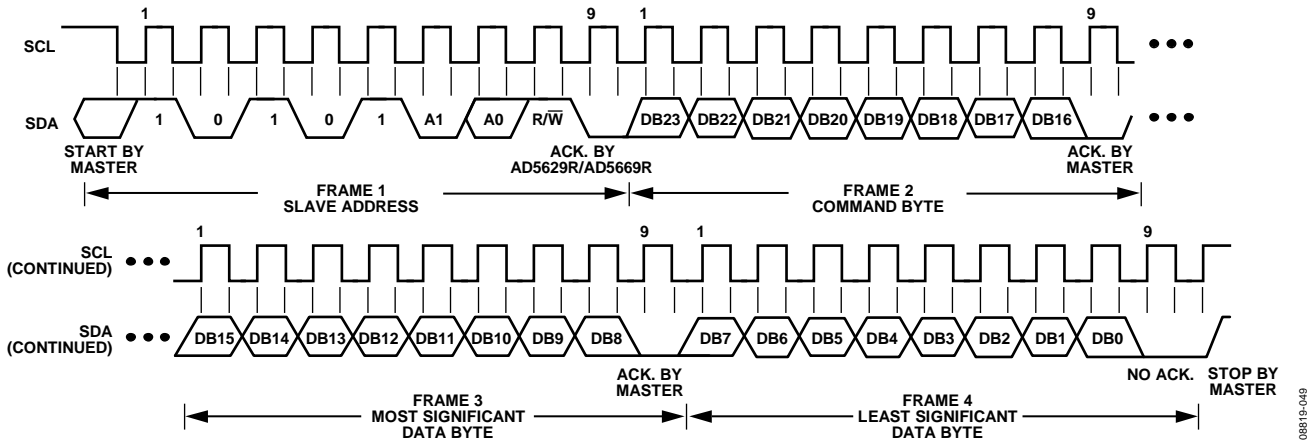 1 9 1 9
SCL
SDA 1 0 1 0 1 A1 A0 R/W DB23 DB22 DB21 DB20 DB19 DB18 DB17 DB16
START BY
MASTER
ACK. BY
AD5629R/AD5669R
ACK. BY
MASTER
FRAME 1
SLAVE ADDRESS
FRAME 2
COMMAND BYTE
1 9 1 9
SCL
(CONTINUED)
SDA
(CONTINUED)
DB15 DB14 DB13 DB12 DB11 DB10 DB9 DB8 DB7 DB6 DB5 DB4 DB3 DB2 DB1 DB0
ACK. BY
MASTER
NO ACK.
STOP BY
MASTER
FRAME 3
MOST SIGNIFICANT
DATA BYTE
FRAME 4
LEAST SIGNIFICANT
DATA BYTE
08819-049